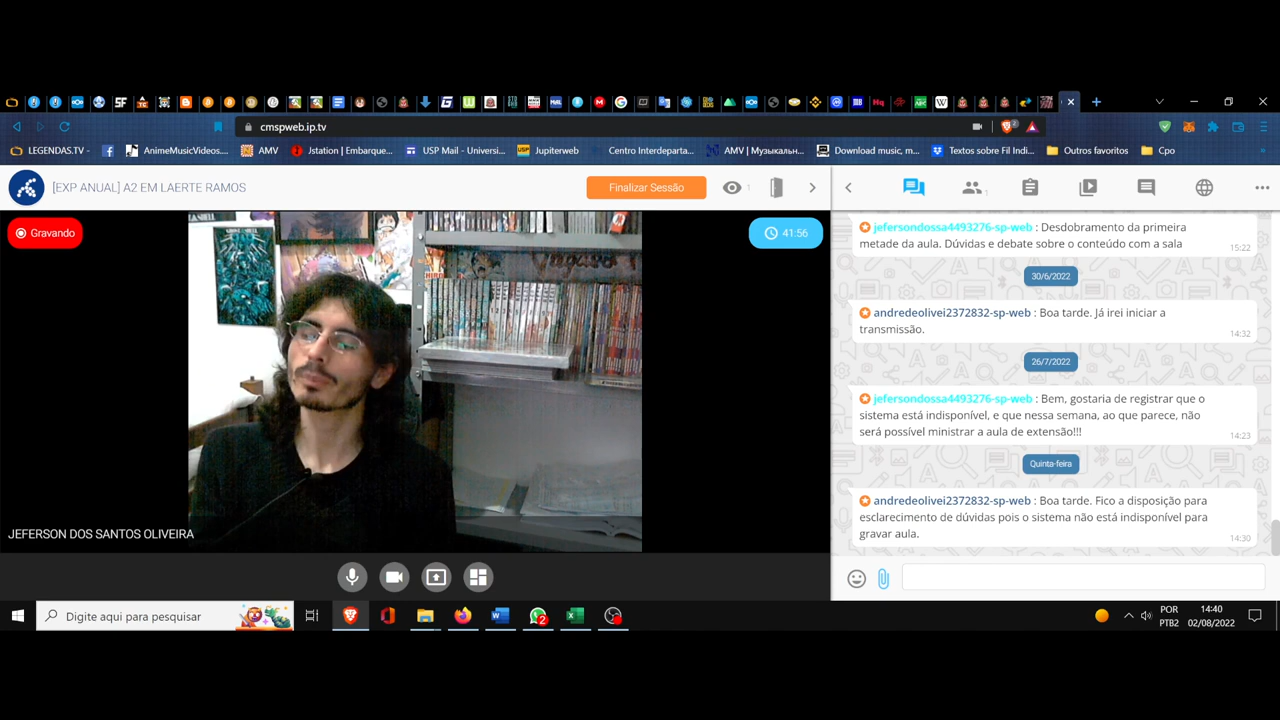 cmspweb.ip.tv
2
LEGENDAS.TV -
AnimeMusicVideos...
AMV
Jstation | Embarque...
USP Mail - Universi...
Jupiterweb
Centro Interdeparta...
AMV | Музыкальн...
Download music, m...
Textos sobre Fil Indi...
Outros favoritos
Cpo
[EXP ANUAL] A2 EM LAERTE RAMOS
Finalizar Sessão
1
1
Gravando
41:56
JEFERSON DOS SANTOS OLIVEIRA
jefersondossa4493276-sp-web : Desdobramento da primeira
metade da aula. Dúvidas e debate sobre o conteúdo com a sala
15:22
30/6/2022
andredeolivei2372832-sp-web : Boa tarde. Já irei iniciar a
transmissão.
14:32
26/7/2022
jefersondossa4493276-sp-web : Bem, gostaria de registrar que o
sistema está indisponível, e que nessa semana, ao que parece, não
será possível ministrar a aula de extensão!!!
14:23
Quinta-feira
andredeolivei2372832-sp-web : Boa tarde. Fico a disposição para
esclarecimento de dúvidas pois o sistema não está indisponível para
gravar aula.
14:30
Digite aqui para pesquisar
2
POR
PTB2
14:40
02/08/2022